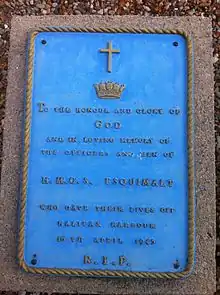 TO THE HONOUR AND GLORY OF
GOD
AND IN LOVING MEMORY OF
THE OFFICERS AND MEN OF
H.M.C.S. ESQUIMALT
WHO GAVE THEIR LIVES OFF
HALIFAX HARBOUR
16TH APRIL 1945
R.I.P.